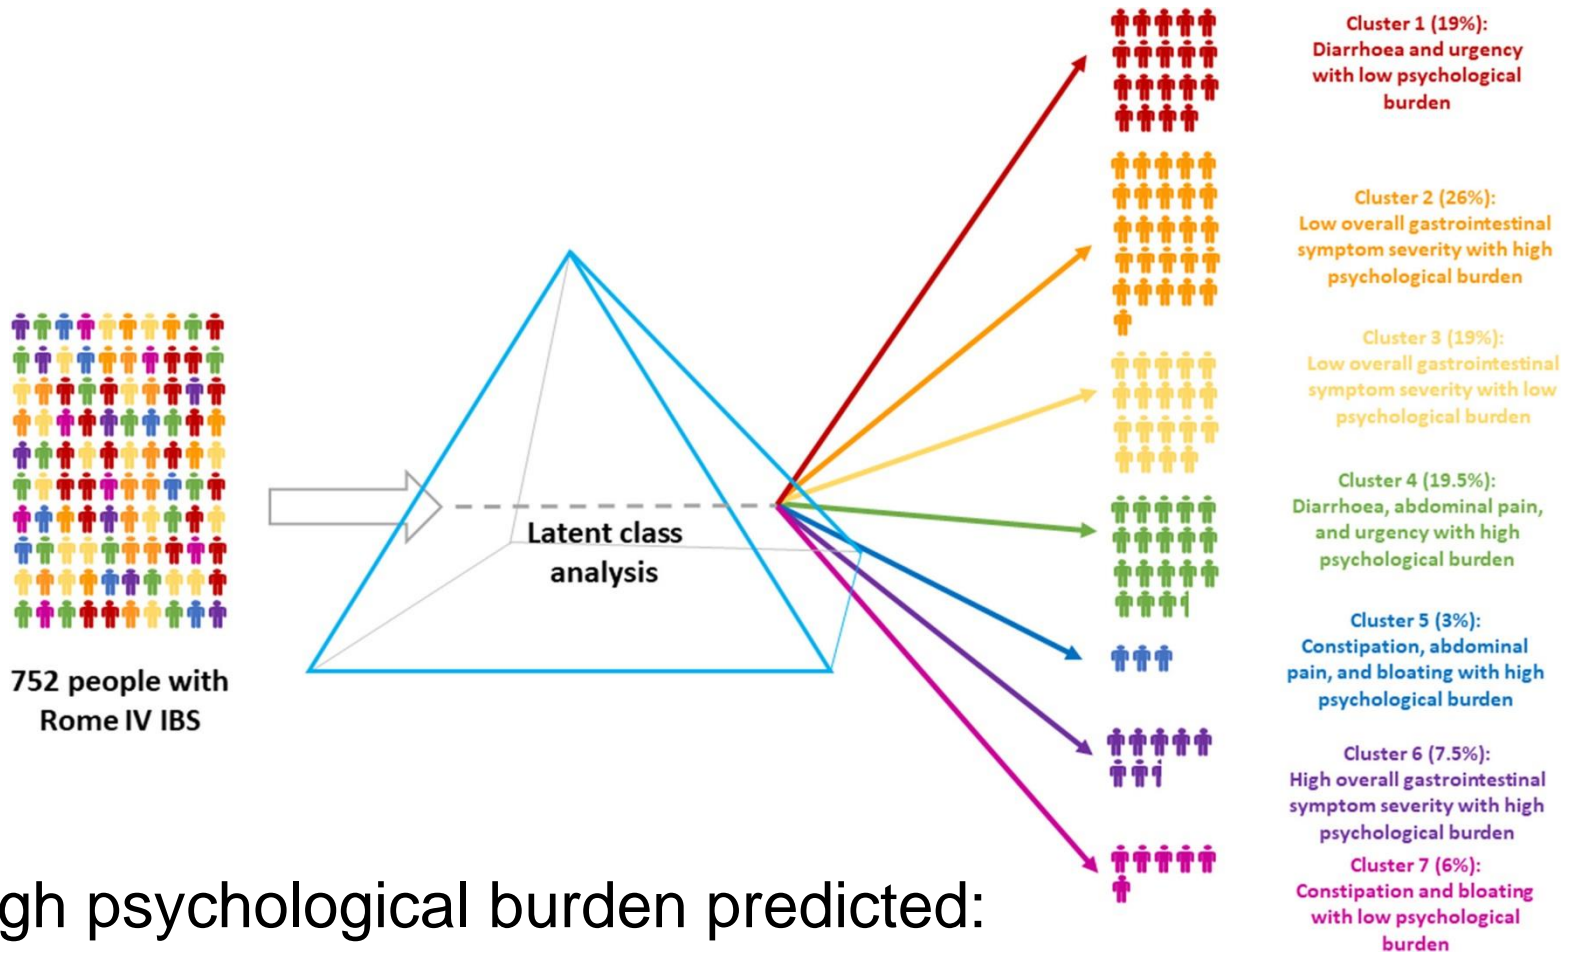 752 people with
Rome IV IBS
Latent class
analysis
Cluster 1 (19%):
Diarrhoea and urgency
with low psychological
burden
Cluster 2 (26%):
Low overall gastrointestinal
symptom severity with high
psychological burden
Cluster 3 (19%):
Low overall gastrointestinal
symptom severity with low
psychological burden
Cluster 4 (19.5%):
Diarrhoea, abdominal pain,
and urgency with high
psychological burden
Cluster 5 (3%):
Constipation, abdominal
pain, and bloating with high
psychological burden
Cluster 6 (7.5%):
High overall gastrointestinal
symptom severity with high
psychological burden
Cluster 7 (6%):
Constipation and bloating
with low psychological
burden
gh psychological burden predicted: